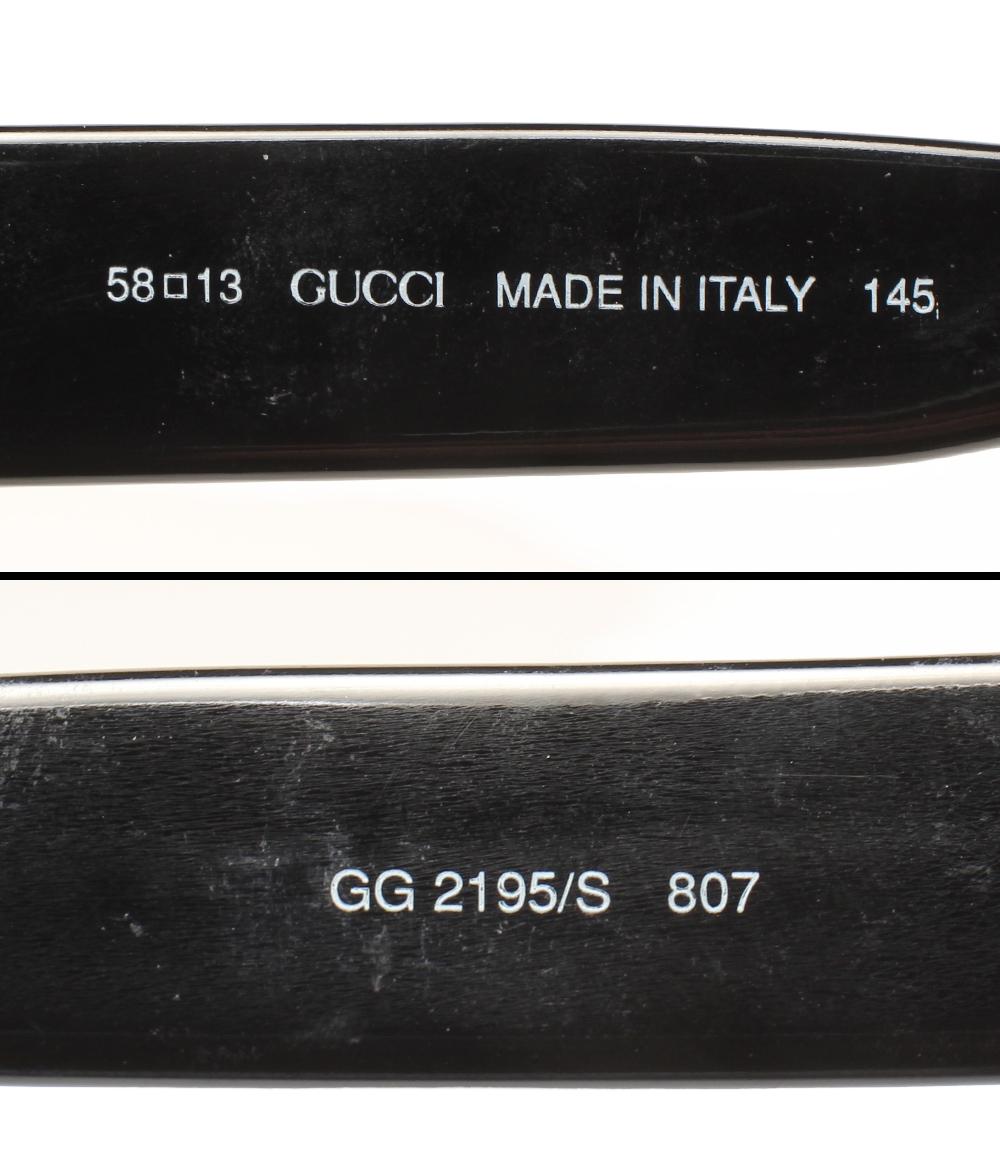 58□13 GUCCI MADE IN ITALY 145
GG 2195/S 807